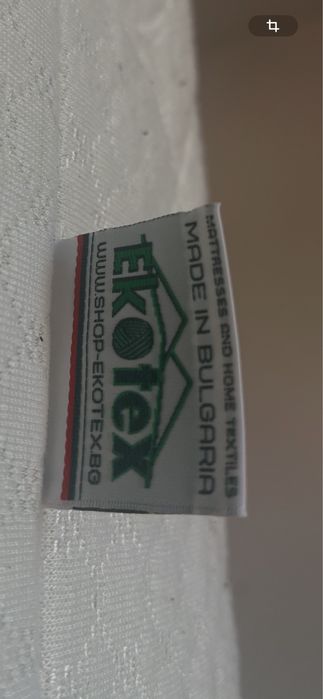 MATTRESSES AND HOME TEXTILES
MADE IN BULGARIA
Ekotex
WWW.SHOP-EKOTEX.BG